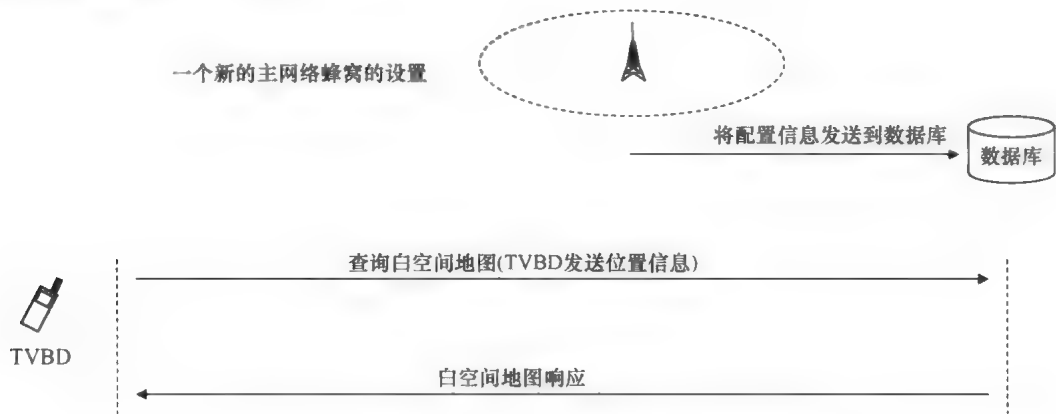 一个新的主网络蜂窝的设置
将配置信息发送到数据库
数据库
查询白空间地图(TVBD发送位置信息)
TVBD
白空间地图响应